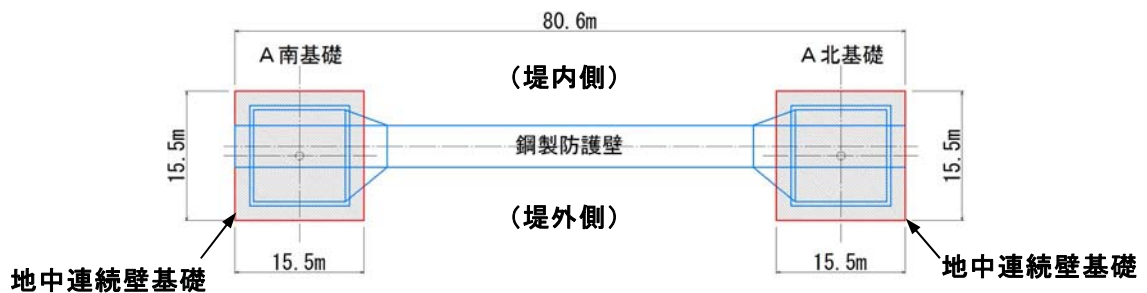 80.6m
A南基礎
A北基礎
(堤内側)
15.5m
鋼製防護壁
15.5m
(堤外側)
15.5m
15.5m
地中連続壁基礎
地中連続壁基礎